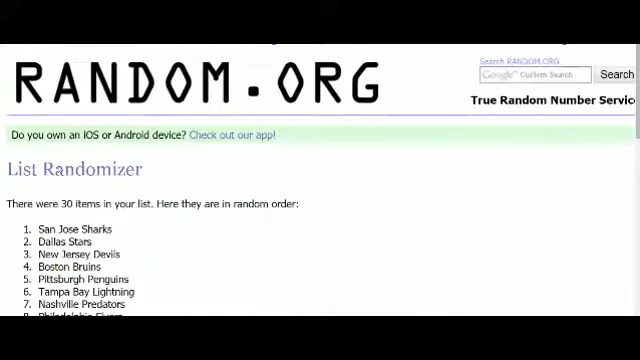 Search RANDOM.ORG
RANDOM.ORG
Google™ Custom Search
Search
True Random Number Servic
Do you own an iOS or Android device? Check out our app!
List Randomizer
There were 30 items in your list. Here they are in random order:
1. San Jose Sharks
2. Dallas Stars
3. New Jersey Devils
4. Boston Bruins
5. Pittsburgh Penguins
6. Tampa Bay Lightning
7. Nashville Predators